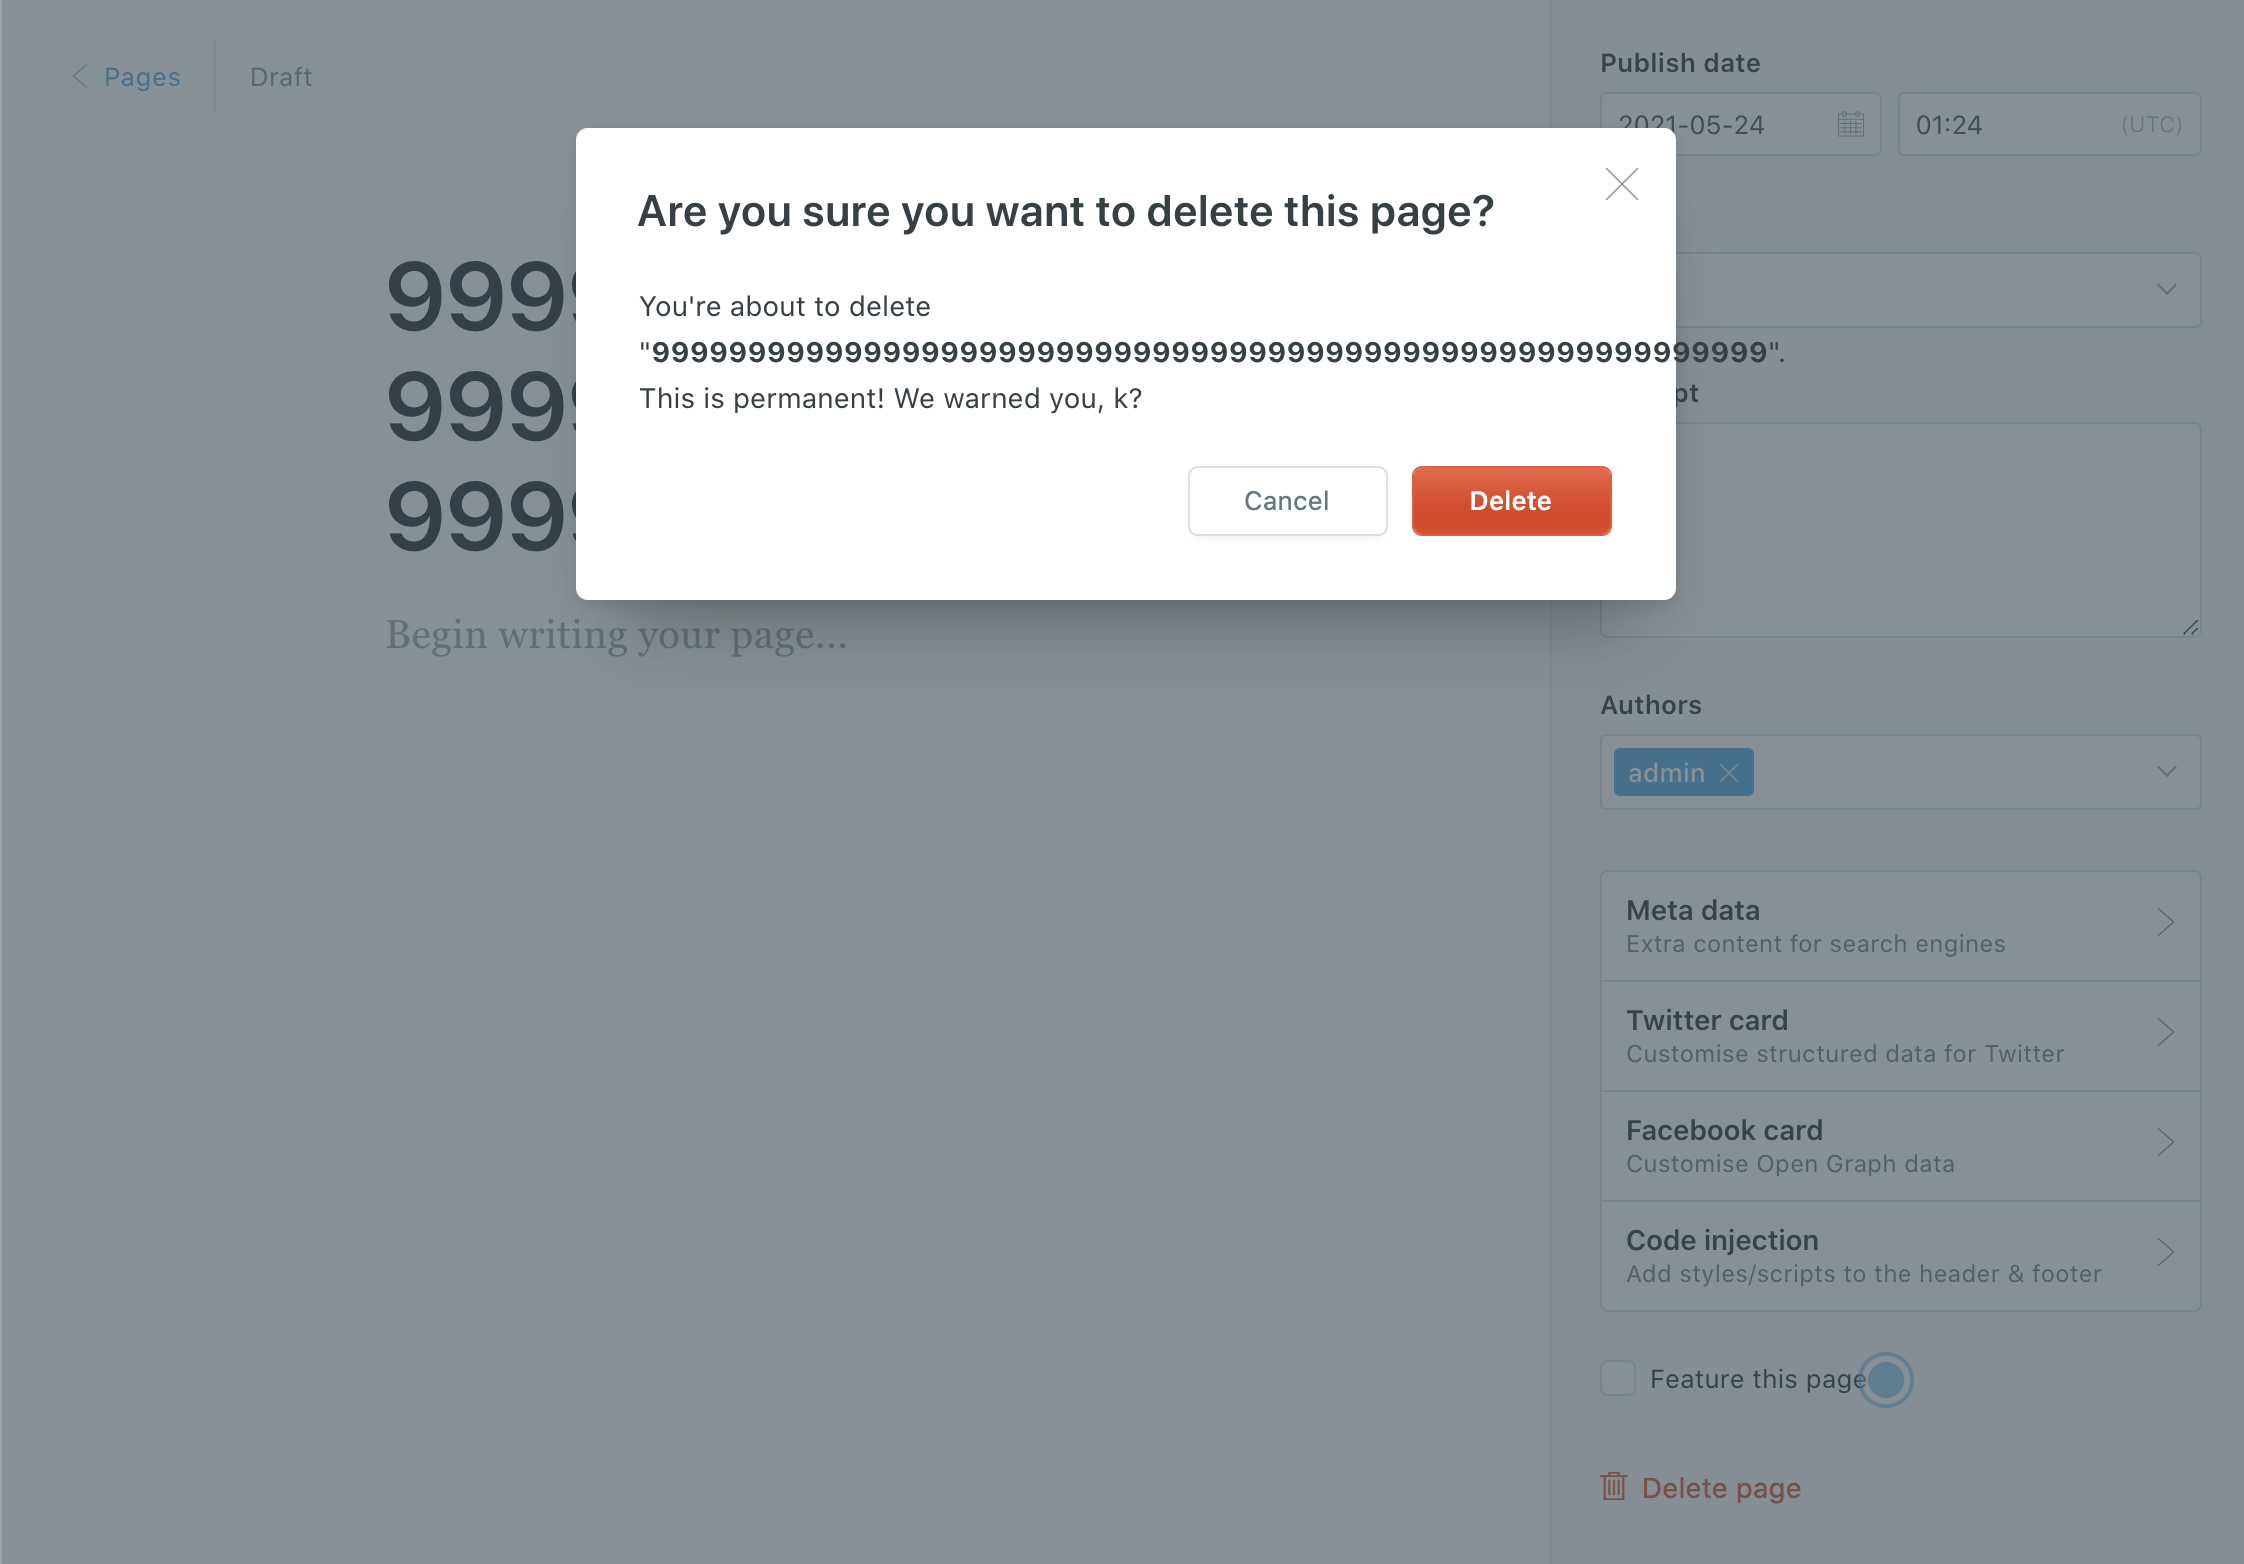 Pages
Draft
Publish date
2021-05-24
01:24
(UTC)
Are you sure you want to delete this page?
You're about to delete
"9999999999999999999999999999999999999999999999999999999999".
This is permanent! We warned you, k?
Cancel
Delete
999
999
999
Begin writing your page...
Authors
admin
Meta data
Extra content for search engines
Twitter card
Customise structured data for Twitter
Facebook card
Customise Open Graph data
Code injection
Add styles/scripts to the header & footer
Feature this page
Delete page